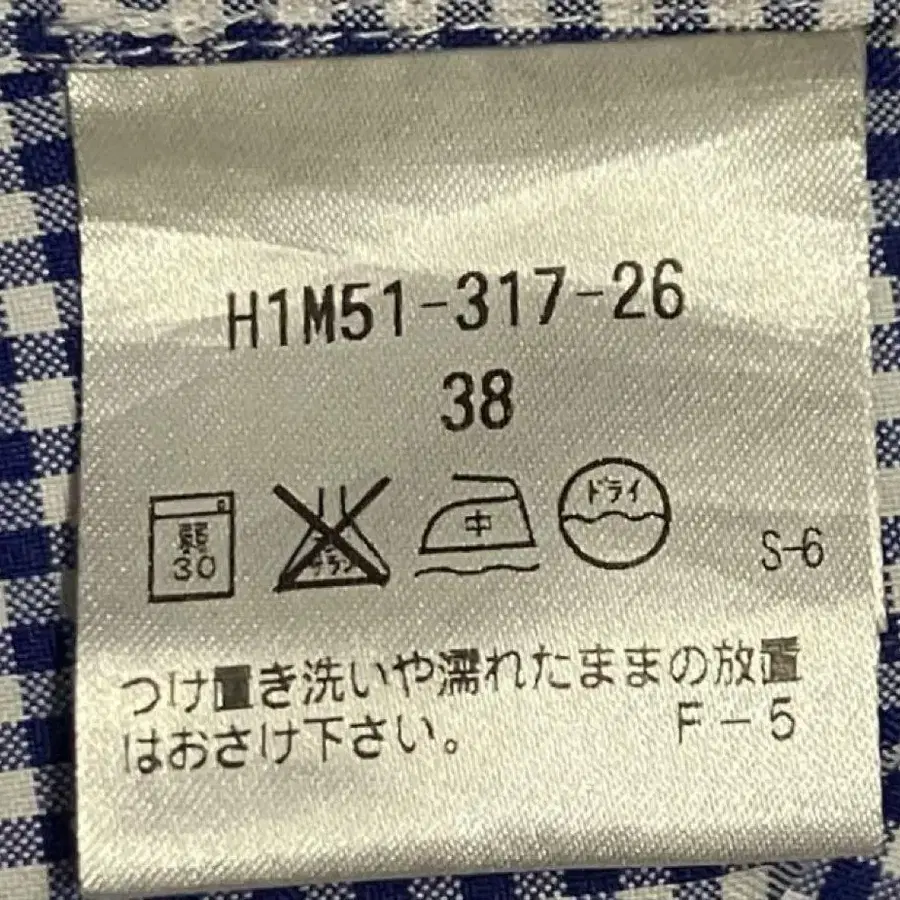 H1M51-317-26
38
弱
30
中
ドライ
S-6
つけ置き洗いや濡れたままの放置
はおさけ下さい。
F-5